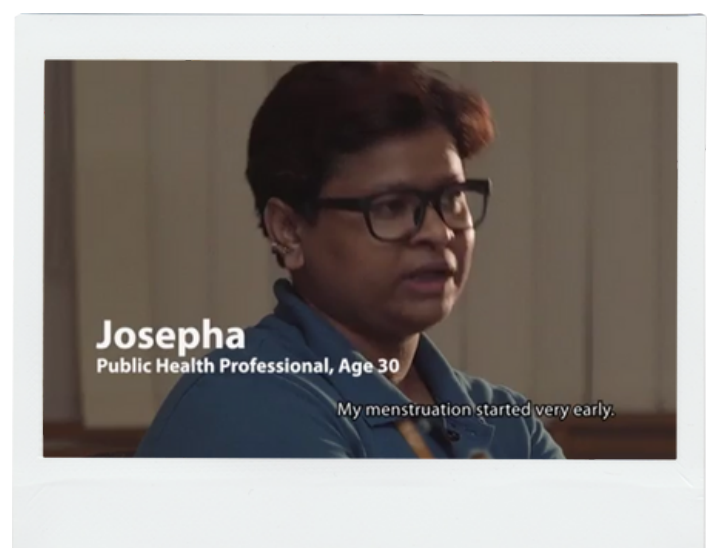 Josepha
Public Health Professional, Age 30
My menstruation started very early.